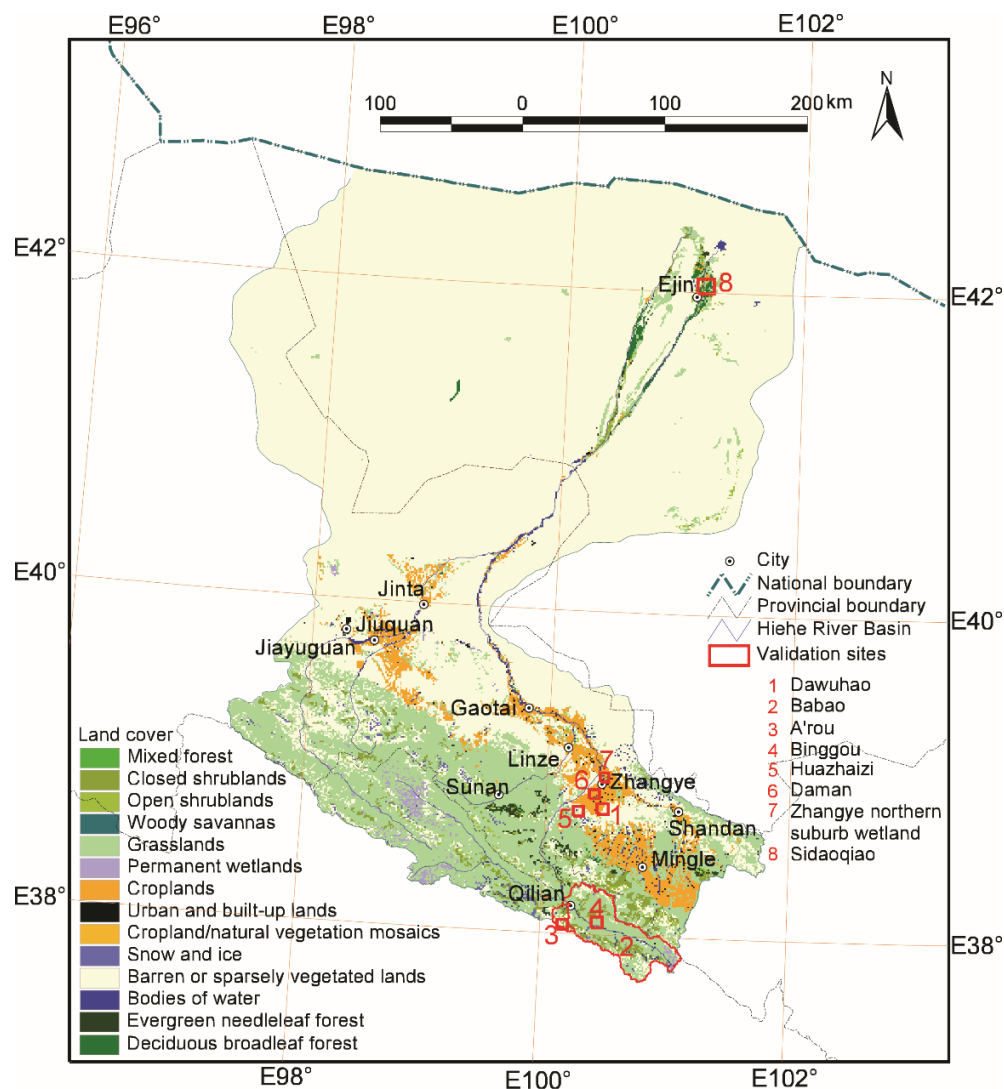 E96° E98° E100° E102°
N
100 0 100 200 km
E42°
E42°
Ejin 8
E40°
City
National boundary
E40°
Provincial boundary
Hiehe River Basin
Validation sites
Jinta
Jiuquan
Jiayuguan
1 Dawuhao
2 Babao
3 A'rou
4 Binggou
5 Huazhaizi
6 Daman
7 Zhangye northern
suburb wetland
8 Sidaoqiao
Gaotai
Linze
7
6 Zhangye
Sunan
5 1
Shandan
Mingle
Qilian
4
3
2
E38°
E38°
Land cover
Mixed forest
Closed shrublands
Open shrublands
Woody savannas
Grasslands
Permanent wetlands
Croplands
Urban and built-up lands
Cropland/natural vegetation mosaics
Snow and ice
Barren or sparsely vegetated lands
Bodies of water
Evergreen needleleaf forest
Deciduous broadleaf forest
E98° E100° E102°